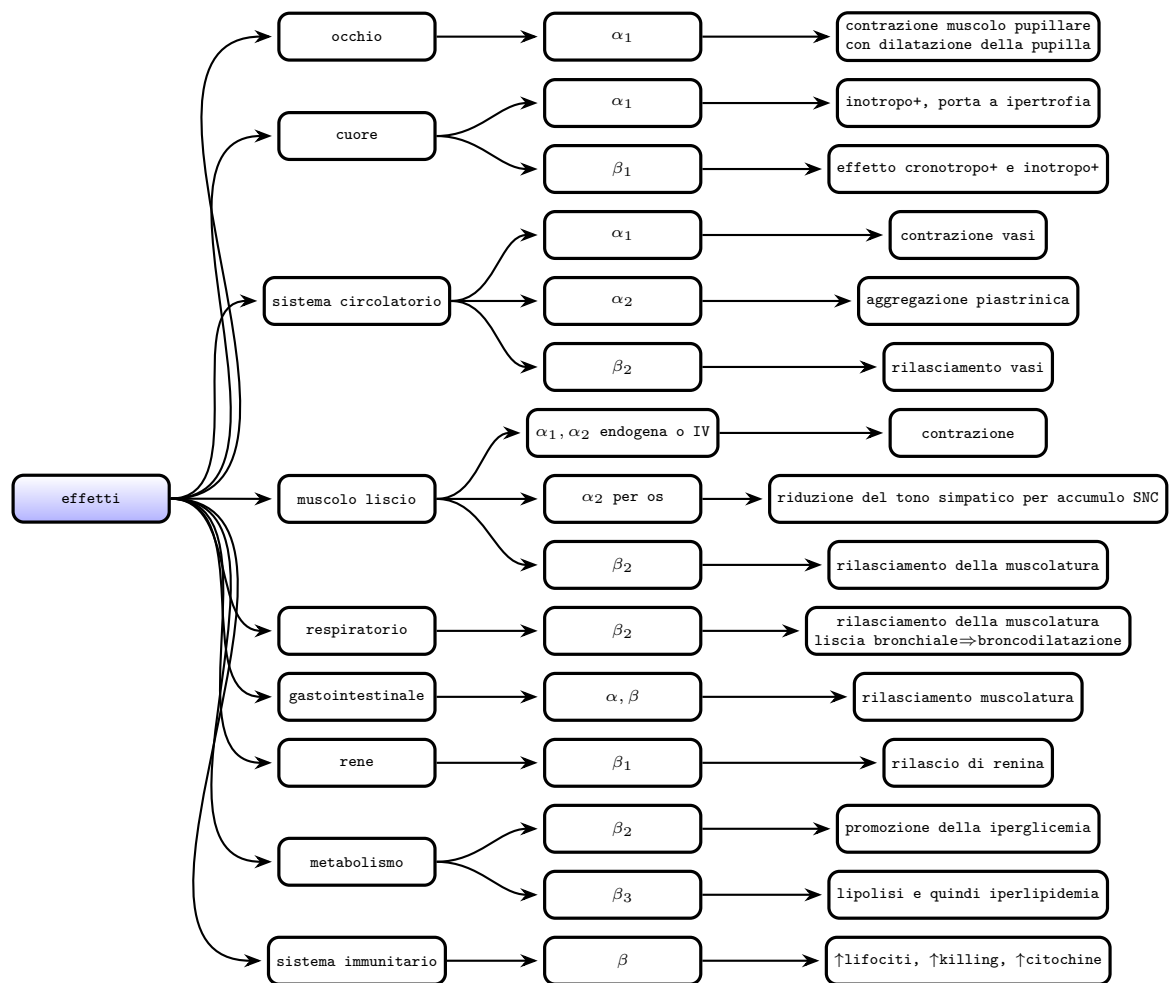 occhio
α₁
contrazione muscolo pupillare
con dilatazione della pupilla
cuore
α₁
inotropo+, porta a ipertrofia
β₁
effetto cronotropo+ e inotropo+
sistema circolatorio
α₁
contrazione vasi
α₂
aggregazione piastrinica
β₂
rilasciamento vasi
effetti
muscolo liscio
α₁, α₂ endogena o IV
contrazione
α₂ per os
riduzione del tono simpatico per accumulo SNC
β₂
rilasciamento della muscolatura
respiratorio
β₂
rilasciamento della muscolatura
liscia bronchiale⇒broncodilatazione
gastointestinale
α, β
rilasciamento muscolatura
rene
β₁
rilascio di renina
metabolismo
β₂
promozione della iperglicemia
β₃
lipolisi e quindi iperlipidemia
sistema immunitario
β
↑lifociti, ↑killing, ↑citochine